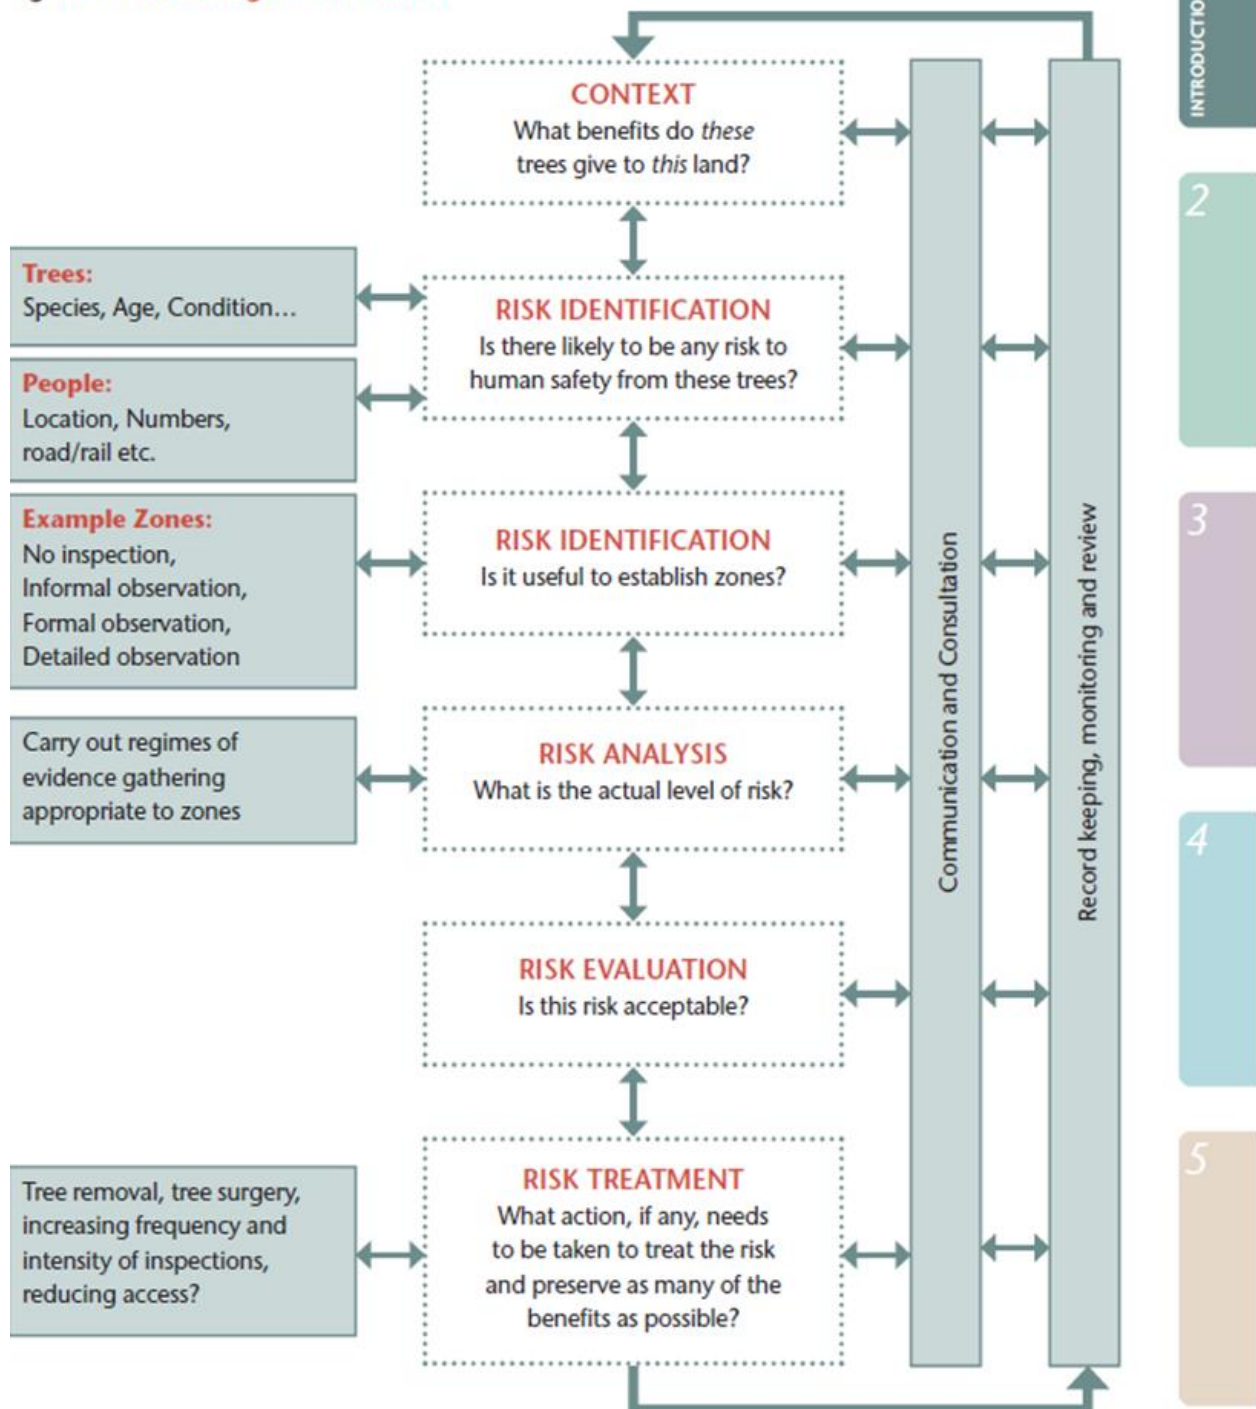 CONTEXT
What benefits do these
trees give to this land?
Trees:
Species, Age, Condition...
People:
Location, Numbers,
road/rail etc.
RISK IDENTIFICATION
Is there likely to be any risk to
human safety from these trees?
Example Zones:
No inspection,
Informal observation,
Formal observation,
Detailed observation
RISK IDENTIFICATION
Is it useful to establish zones?
Carry out regimes of
evidence gathering
appropriate to zones
RISK ANALYSIS
What is the actual level of risk?
RISK EVALUATION
Is this risk acceptable?
Tree removal, tree surgery,
increasing frequency and
intensity of inspections,
reducing access?
RISK TREATMENT
What action, if any, needs
to be taken to treat the risk
and preserve as many of the
benefits as possible?
Communication and Consultation
Record keeping, monitoring and review
INTRODUCTIO
2
3
4
5